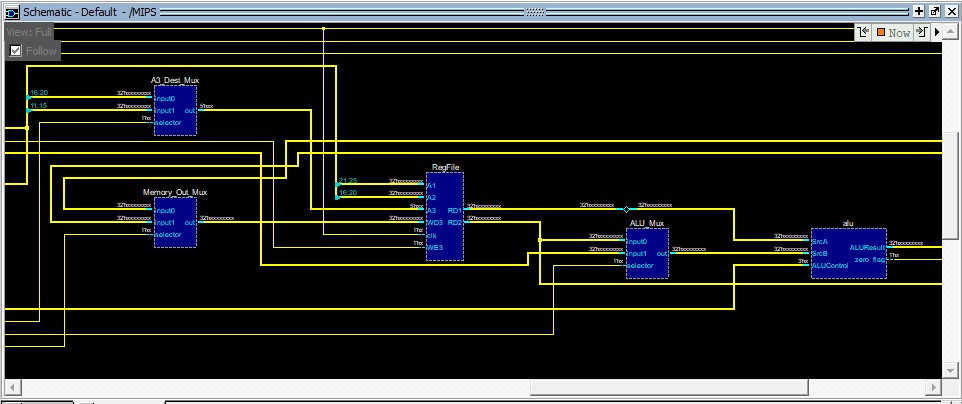 Schematic - Default - /MIPS
View: Full
Now
Follow
A3_Dest_Mux
16:20 32'hxxxxxxxx input0
11:15 32'hxxxxxxxx input1 out 5'hxx
1'hx selector
RegFile
21:25 32'hxxxxxxxx A1
16:20 32'hxxxxxxxx A2
5'hxx A3 RD1 32'hxxxxxxxx 32'hxxxxxxxx 32'hxxxxxxxx
32'hxxxxxxxx WD3 RD2 32'hxxxxxxxx
1'hx clk
1'hx WE3
Memory_Out_Mux
32'hxxxxxxxx input0
32'hxxxxxxxx input1 out 32'hxxxxxxxx
1'hx selector
ALU_Mux
32'hxxxxxxxx input0
32'hxxxxxxxx input1 out 32'hxxxxxxxx
1'hx selector
alu
32'hxxxxxxxx SrcA
32'hxxxxxxxx SrcB ALUResult 32'hxxxxxxxx
3'hx ALUControl zero_flag 1'hx